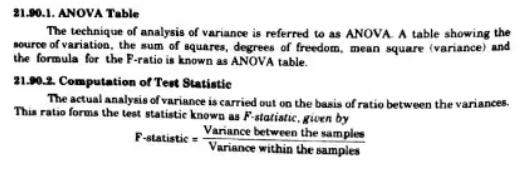 21.90.1. ANOVA Table
The technique of analysis of variance is referred to as ANOVA. A table showing the
source of variation, the sum of squares, degrees of freedom, mean square (variance) and
the formula for the F-ratio is known as ANOVA table.
21.90.2. Computation of Test Statistic
The actual analysis of variance is carried out on the basis of ratio between the variances.
This ratio forms the test statistic known as F-statistic, given by
F-statistic = Variance between the samples
Variance within the samples